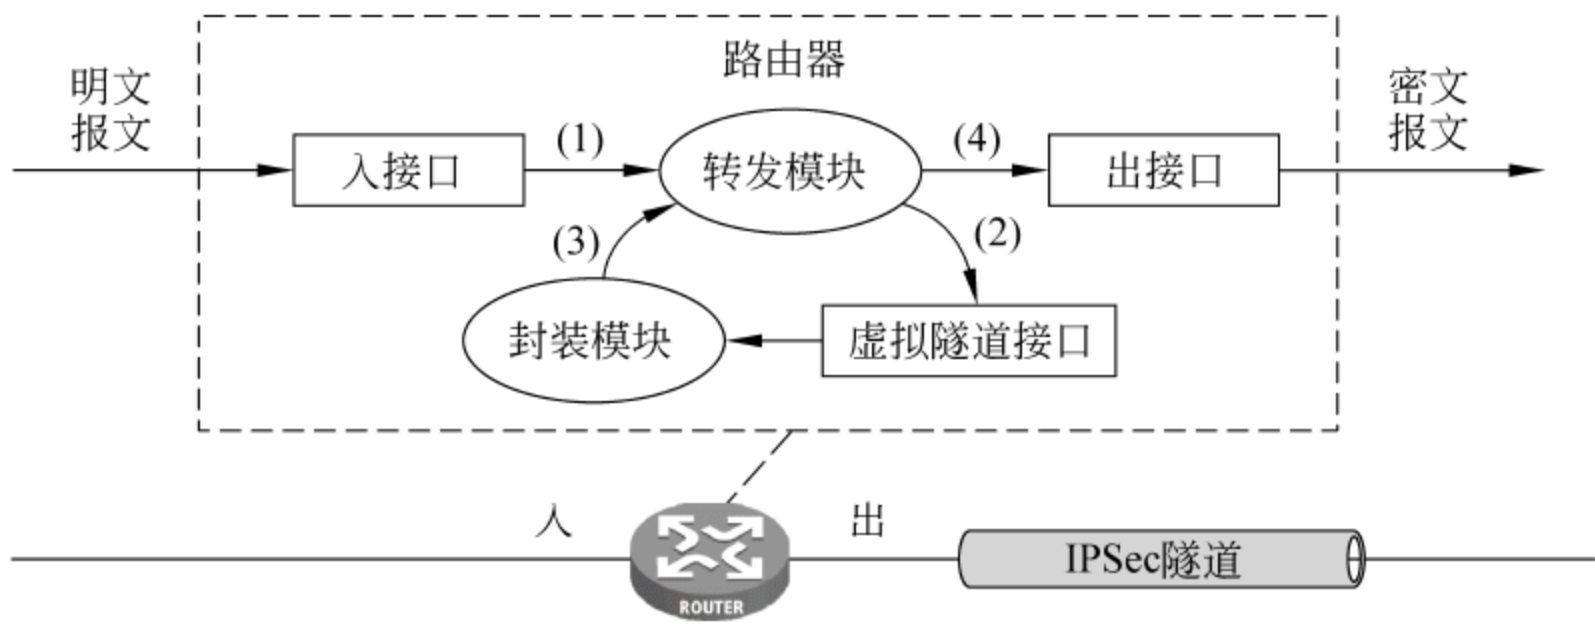 路由器
明文
报文
密文
报文
入接口
(1)
转发模块
(4)
出接口
(3)
(2)
封装模块
虚拟隧道接口
入
出
IPSec隧道
ROUTER